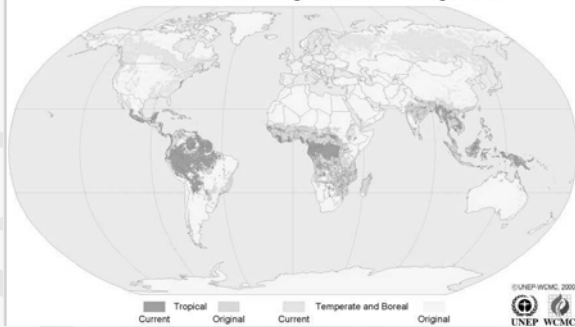 Tropical
Temperate and Boreal
Current
Original
Current
Original
©UNEP-WCMC, 2000
UNEP WCMC